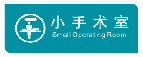 小手术室
Small Operating Room